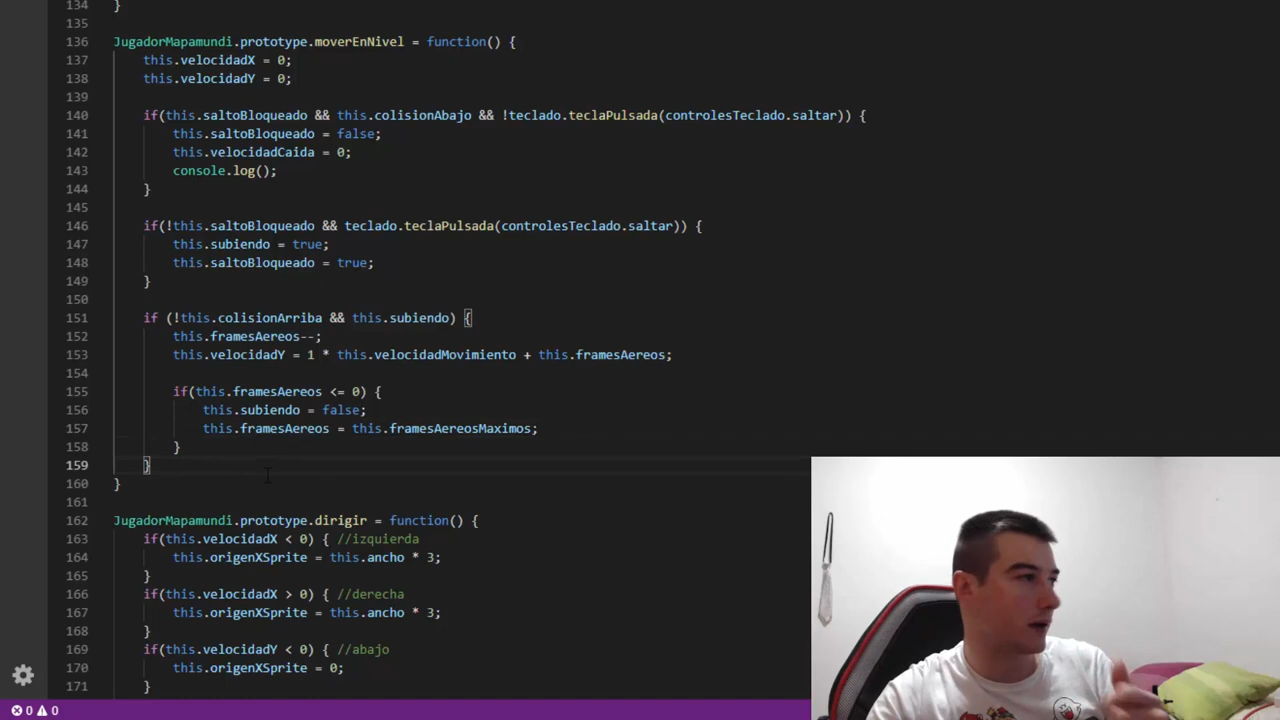 134 }
135
136 JugadorMapamundi.prototype.moverEnNivel = function() {
137 this.velocidadX = 0;
138 this.velocidadY = 0;
139
140 if(this.saltoBloqueado && this.colisionAbajo && !teclado.teclaPulsada(controlesTeclado.saltar)) {
141 this.saltoBloqueado = false;
142 this.velocidadCaida = 0;
143 console.log();
144 }
145
146 if(!this.saltoBloqueado && teclado.teclaPulsada(controlesTeclado.saltar)) {
147 this.subiendo = true;
148 this.saltoBloqueado = true;
149 }
150
151 if (!this.colisionArriba && this.subiendo) {
152 this.framesAereos--;
153 this.velocidadY = 1 * this.velocidadMovimiento + this.framesAereos;
154
155 if(this.framesAereos <= 0) {
156 this.subiendo = false;
157 this.framesAereos = this.framesAereosMaximos;
158 }
159 }
160 }
161
162 JugadorMapamundi.prototype.dirigir = function() {
163 if(this.velocidadX < 0) { //izquierda
164 this.origenXSprite = this.ancho * 3;
165 }
166 if(this.velocidadX > 0) { //derecha
167 this.origenXSprite = this.ancho * 3;
168 }
169 if(this.velocidadY < 0) { //abajo
170 this.origenXSprite = 0;
171 }
0 0